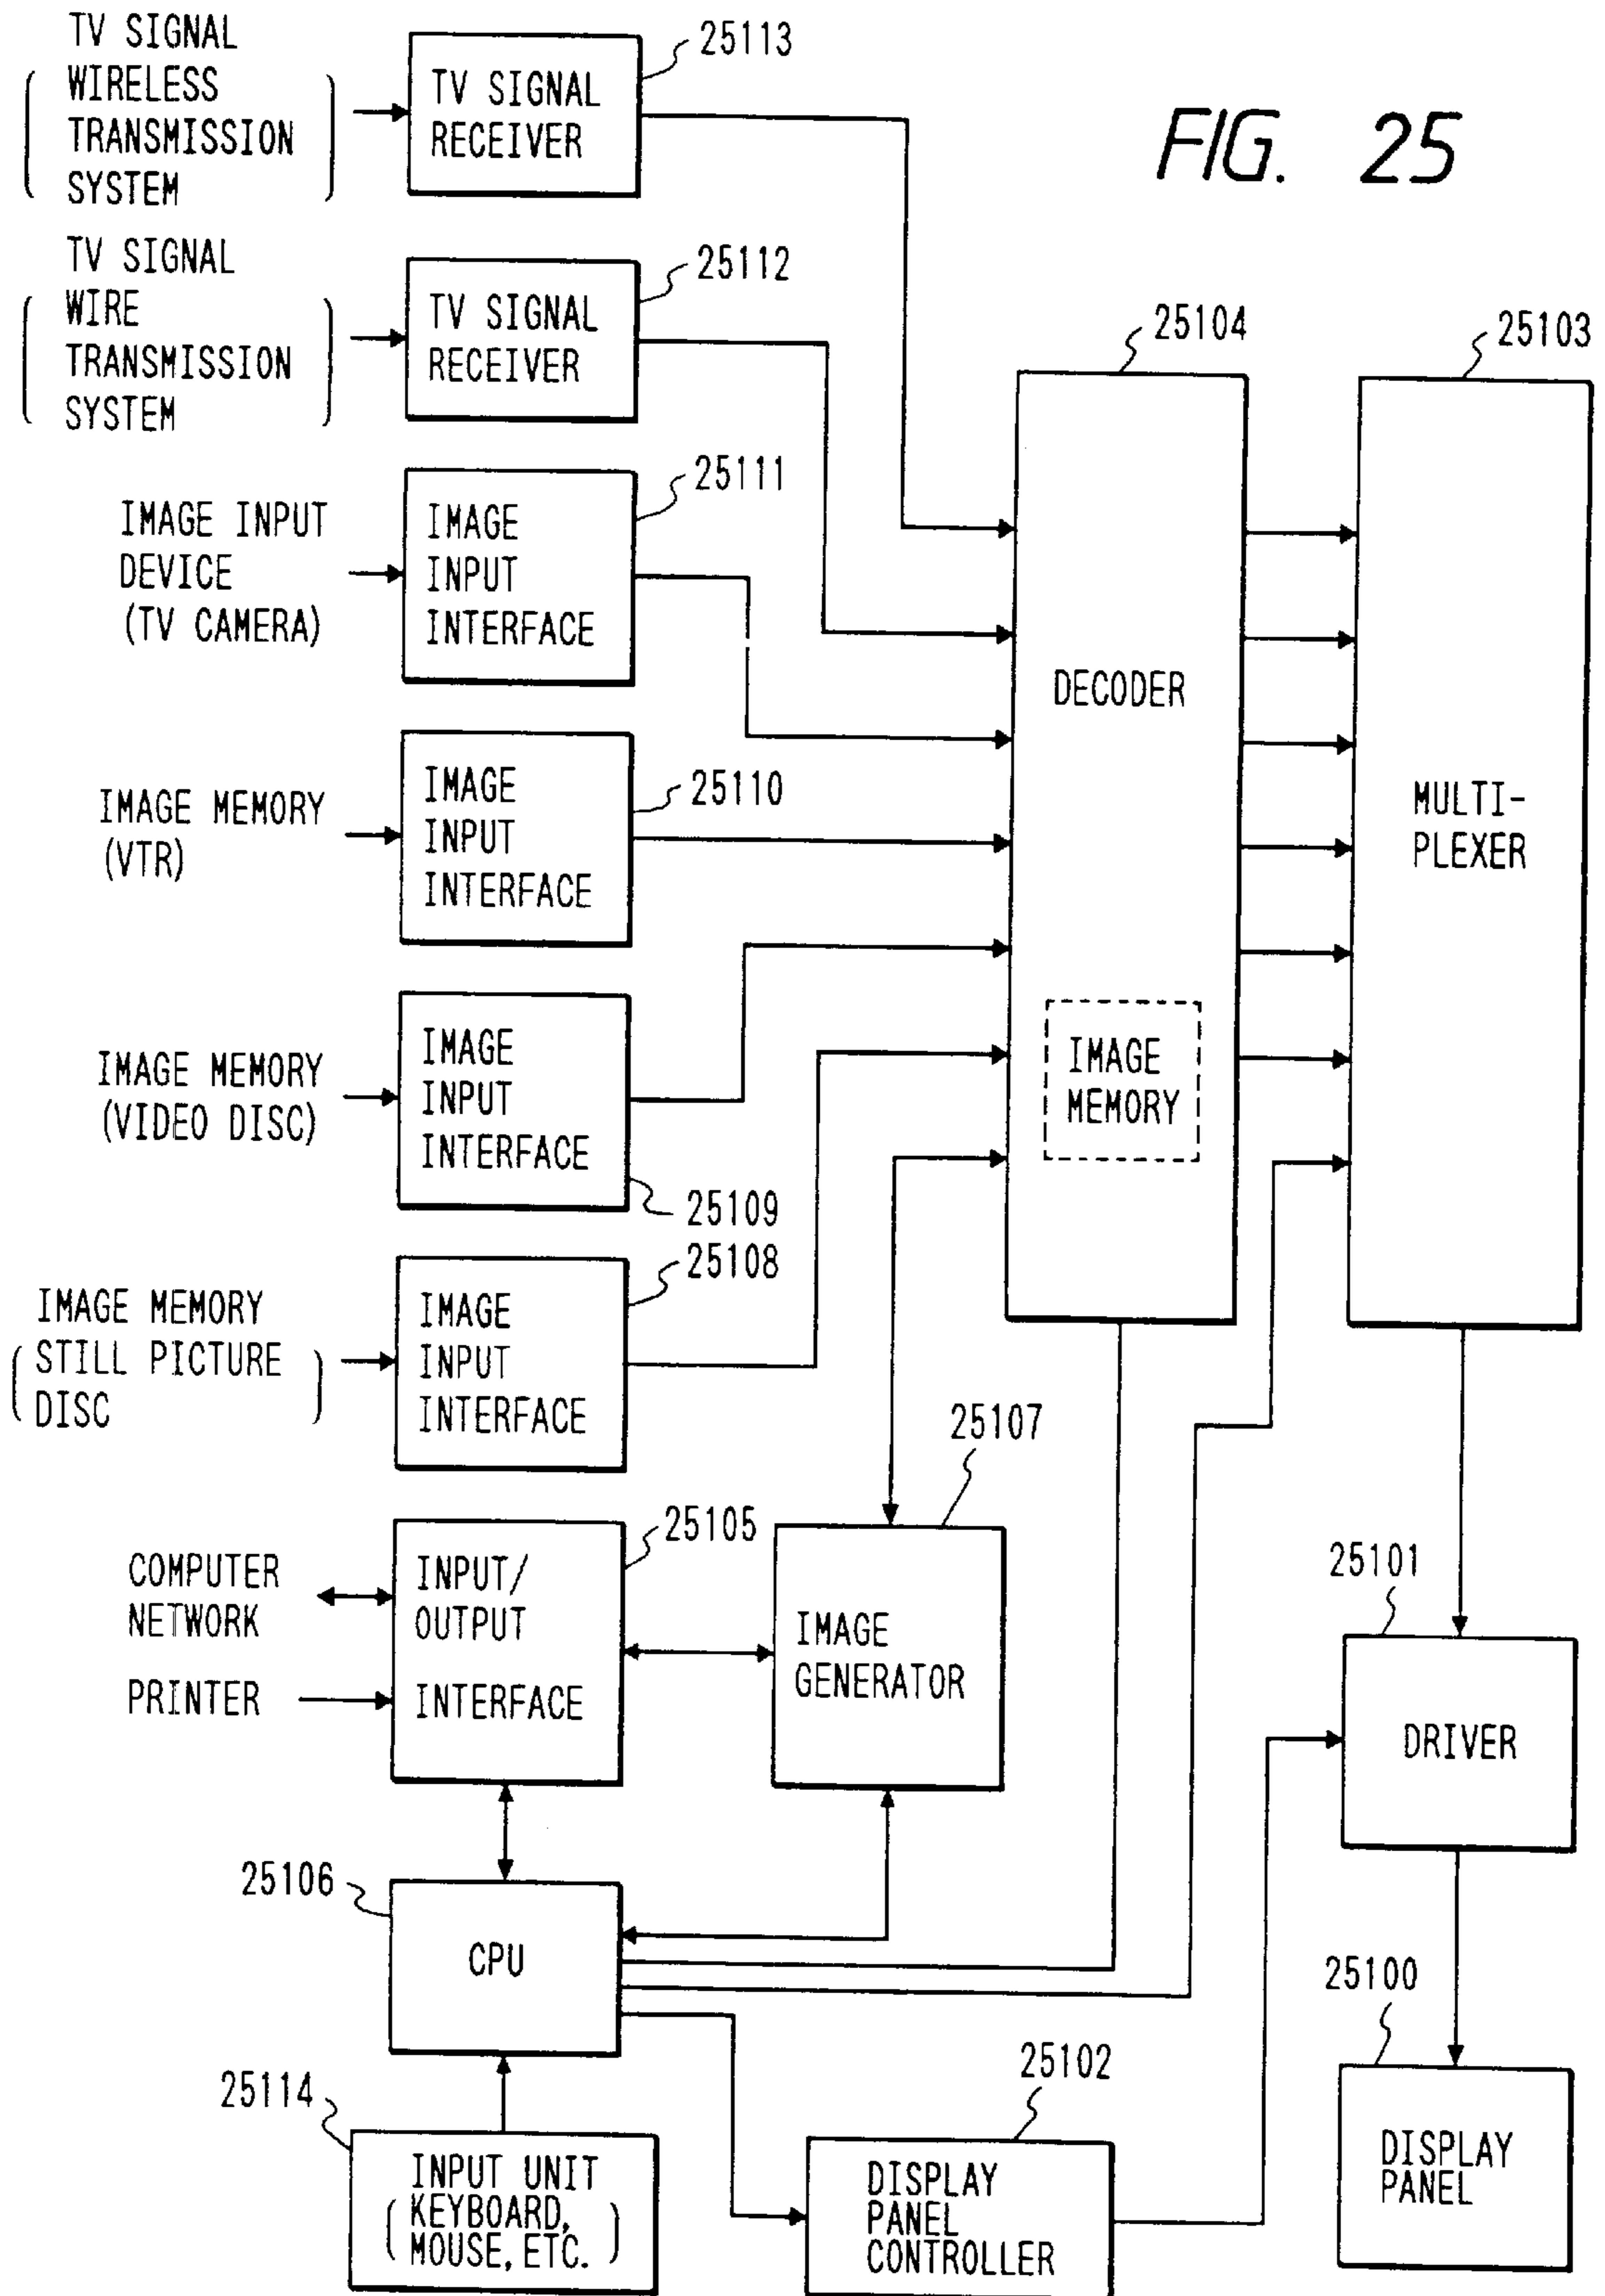 FIG. 25
TV SIGNAL
WIRELESS
TRANSMISSION
SYSTEM
TV SIGNAL
RECEIVER
25113
TV SIGNAL
WIRE
TRANSMISSION
SYSTEM
TV SIGNAL
RECEIVER
25112
IMAGE INPUT
DEVICE
(TV CAMERA)
IMAGE
INPUT
INTERFACE
25111
IMAGE MEMORY
(VTR)
IMAGE
INPUT
INTERFACE
25110
IMAGE MEMORY
(VIDEO DISC)
IMAGE
INPUT
INTERFACE
25109
IMAGE MEMORY
(STILL PICTURE
DISC)
IMAGE
INPUT
INTERFACE
25108
25104
DECODER
IMAGE
MEMORY
25103
MULTI-
PLEXER
COMPUTER
NETWORK
PRINTER
INPUT/
OUTPUT
INTERFACE
25105
25107
IMAGE
GENERATOR
25101
DRIVER
25106
CPU
25100
DISPLAY
PANEL
25114
INPUT UNIT
(KEYBOARD,
MOUSE, ETC.)
25102
DISPLAY
PANEL
CONTROLLER